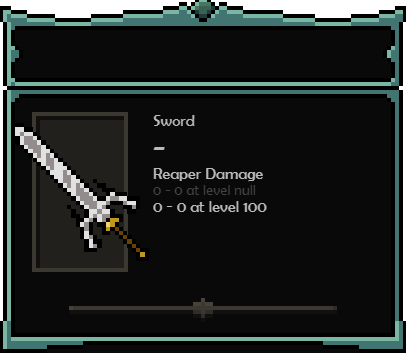 Sword
–
Reaper Damage
0 - 0 at level null
0 - 0 at level 100